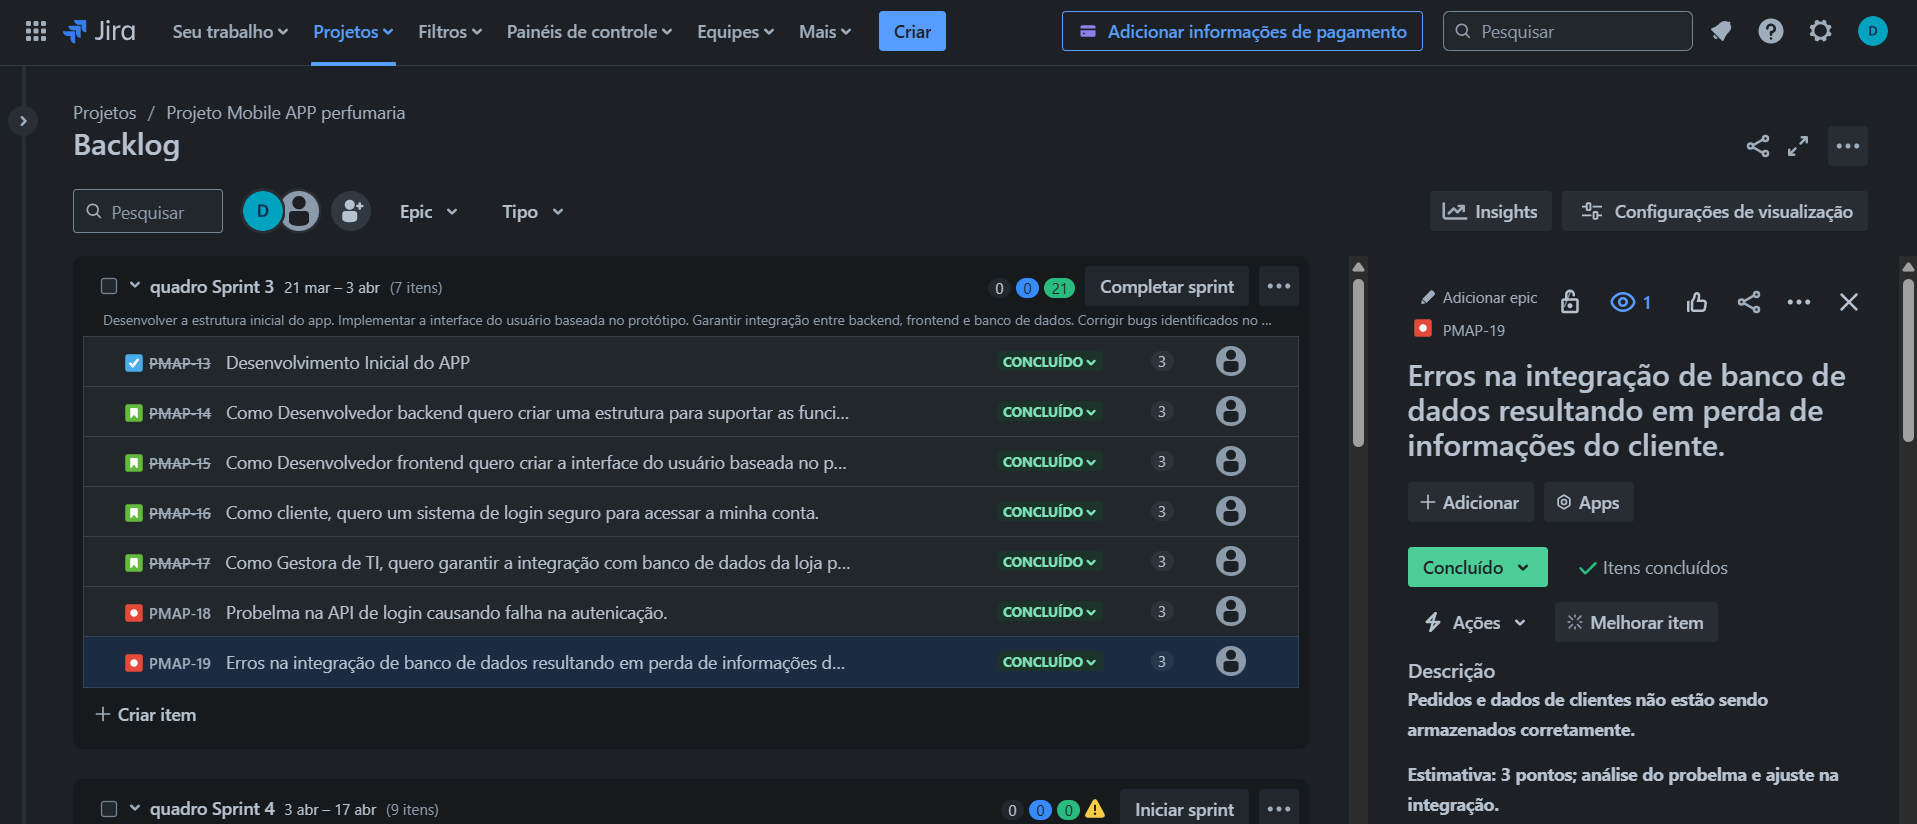 Jira
Seu trabalho
Projetos
Filtros
Painéis de controle
Equipes
Mais
Criar
Adicionar informações de pagamento
Pesquisar
D
Projetos / Projeto Mobile APP perfumaria
Backlog
Pesquisar
D
Epic
Tipo
Insights
Configurações de visualização
quadro Sprint 3 21 mar – 3 abr (7 itens)
0 0 21
Completar sprint
Desenvolver a estrutura inicial do app. Implementar a interface do usuário baseada no protótipo. Garantir integração entre backend, frontend e banco de dados. Corrigir bugs identificados no ...
PMAP-13 Desenvolvimento Inicial do APP CONCLUÍDO 3
PMAP-14 Como Desenvolvedor backend quero criar uma estrutura para suportar as funci... CONCLUÍDO 3
PMAP-15 Como Desenvolvedor frontend quero criar a interface do usuário baseada no p... CONCLUÍDO 3
PMAP-16 Como cliente, quero um sistema de login seguro para acessar a minha conta. CONCLUÍDO 3
PMAP-17 Como Gestora de TI, quero garantir a integração com banco de dados da loja p... CONCLUÍDO 3
PMAP-18 Probelma na API de login causando falha na autenicação. CONCLUÍDO 3
PMAP-19 Erros na integração de banco de dados resultando em perda de informações d... CONCLUÍDO 3
+ Criar item
quadro Sprint 4 3 abr – 17 abr (9 itens)
0 0 0
Iniciar sprint
Adicionar epic
1
PMAP-19
Erros na integração de banco de
dados resultando em perda de
informações do cliente.
+ Adicionar
Apps
Concluído
Itens concluídos
Ações
Melhorar item
Descrição
Pedidos e dados de clientes não estão sendo
armazenados corretamente.
Estimativa: 3 pontos; análise do probelma e ajuste na
integração.